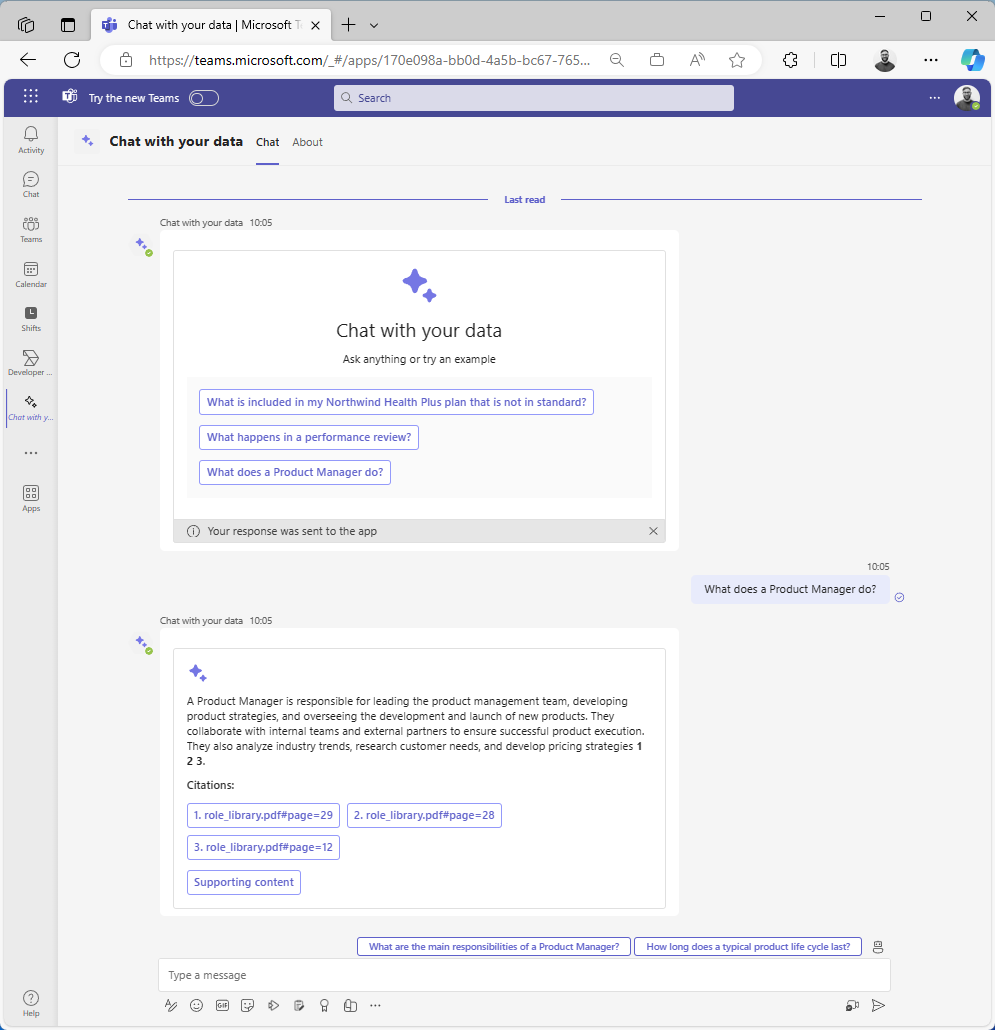 Chat with your data | Microsoft Te
https://teams.microsoft.com/_#/apps/170e098a-bb0d-4a5b-bc67-765...
Try the new Teams
Search
Activity
Chat
Teams
Calendar
Shifts
Developer ...
Chat with y...
Apps
Help
Chat with your data
Chat
About
Last read
Chat with your data 10:05
Chat with your data
Ask anything or try an example
What is included in my Northwind Health Plus plan that is not in standard?
What happens in a performance review?
What does a Product Manager do?
Your response was sent to the app
10:05
What does a Product Manager do?
Chat with your data 10:05
A Product Manager is responsible for leading the product management team, developing
product strategies, and overseeing the development and launch of new products. They
collaborate with internal teams and external partners to ensure successful product execution.
They also analyze industry trends, research customer needs, and develop pricing strategies 1
2 3.
Citations:
1. role_library.pdf#page=29
2. role_library.pdf#page=28
3. role_library.pdf#page=12
Supporting content
What are the main responsibilities of a Product Manager?
How long does a typical product life cycle last?
Type a message
GIF